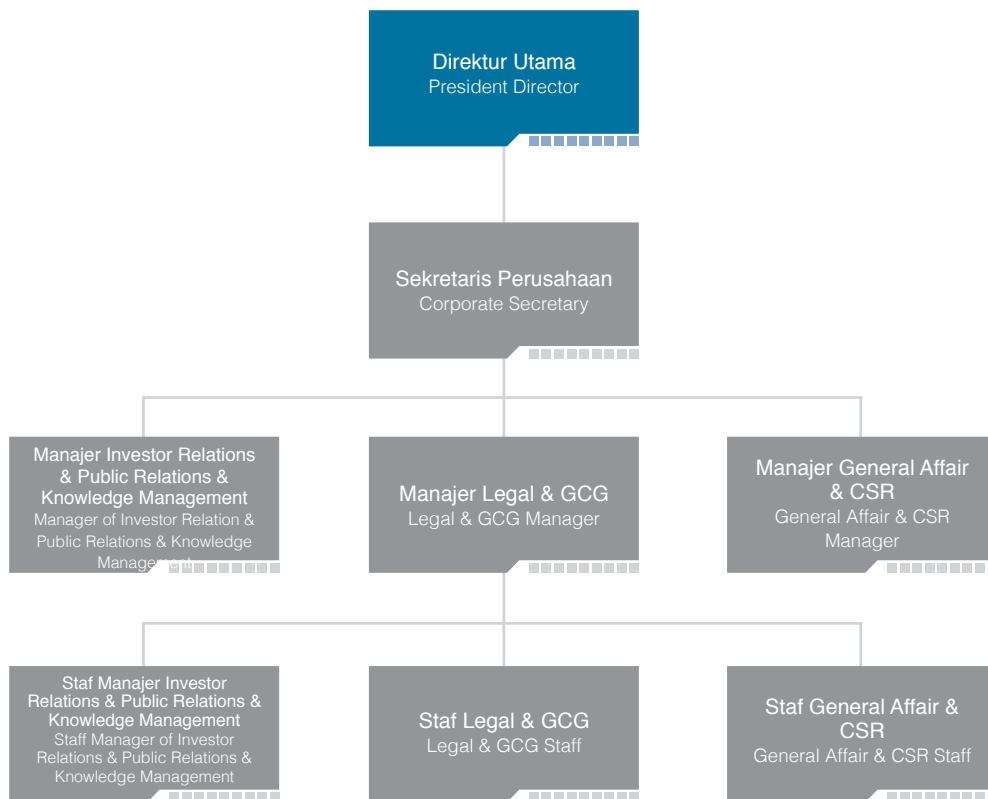 Direktur Utama
President Director
Sekretaris Perusahaan
Corporate Secretary
Manajer Investor Relations
& Public Relations &
Knowledge Management
Manager of Investor Relation &
Public Relations & Knowledge
Management
Manajer Legal & GCG
Legal & GCG Manager
Manajer General Affair
& CSR
General Affair & CSR
Manager
Staf Manajer Investor
Relations & Public Relations &
Knowledge Management
Staff Manager of Investor
Relations & Public Relations &
Knowledge Management
Staf Legal & GCG
Legal & GCG Staff
Staf General Affair &
CSR
General Affair & CSR Staff